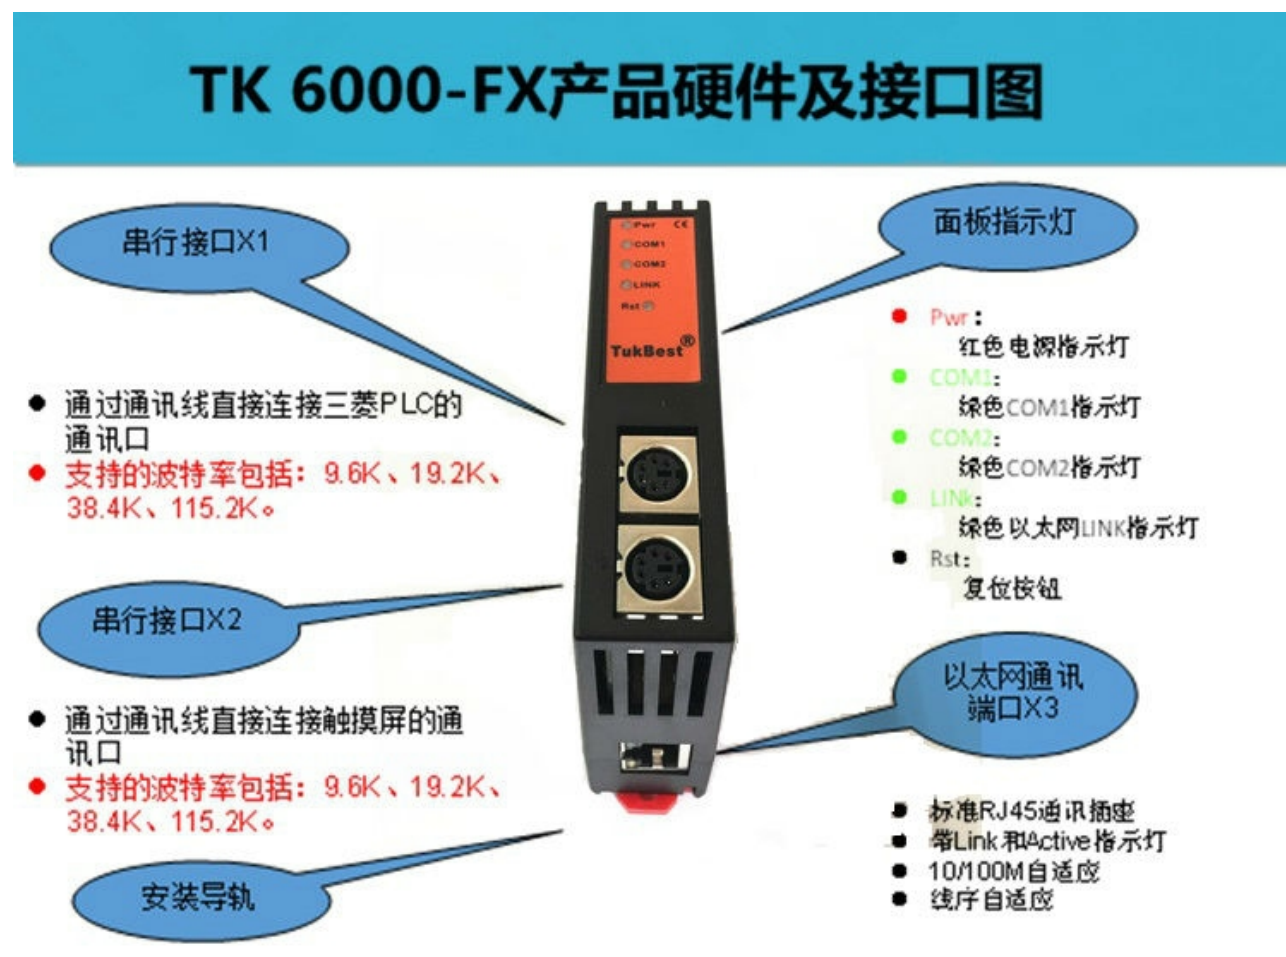 TK 6000-FX产品硬件及接口图
串行接口X1
通过通讯线直接连接三菱PLC的
通讯口
支持的波特率包括：9.6K、19.2K、
38.4K、115.2K。
串行接口X2
通过通讯线直接连接触摸屏的通
讯口
支持的波特率包括：9.6K、19.2K、
38.4K、115.2K。
安装导轨
Pwr CE
COM1
COM2
LINK
Rst
TukBest®
面板指示灯
Pwr：
红色电源指示灯
COM1：
绿色COM1指示灯
COM2：
绿色COM2指示灯
LINk：
绿色以太网LINK指示灯
Rst：
复位按钮
以太网通讯
端口X3
标准RJ45通讯插座
带Link和Active指示灯
10/100M自适应
线序自适应